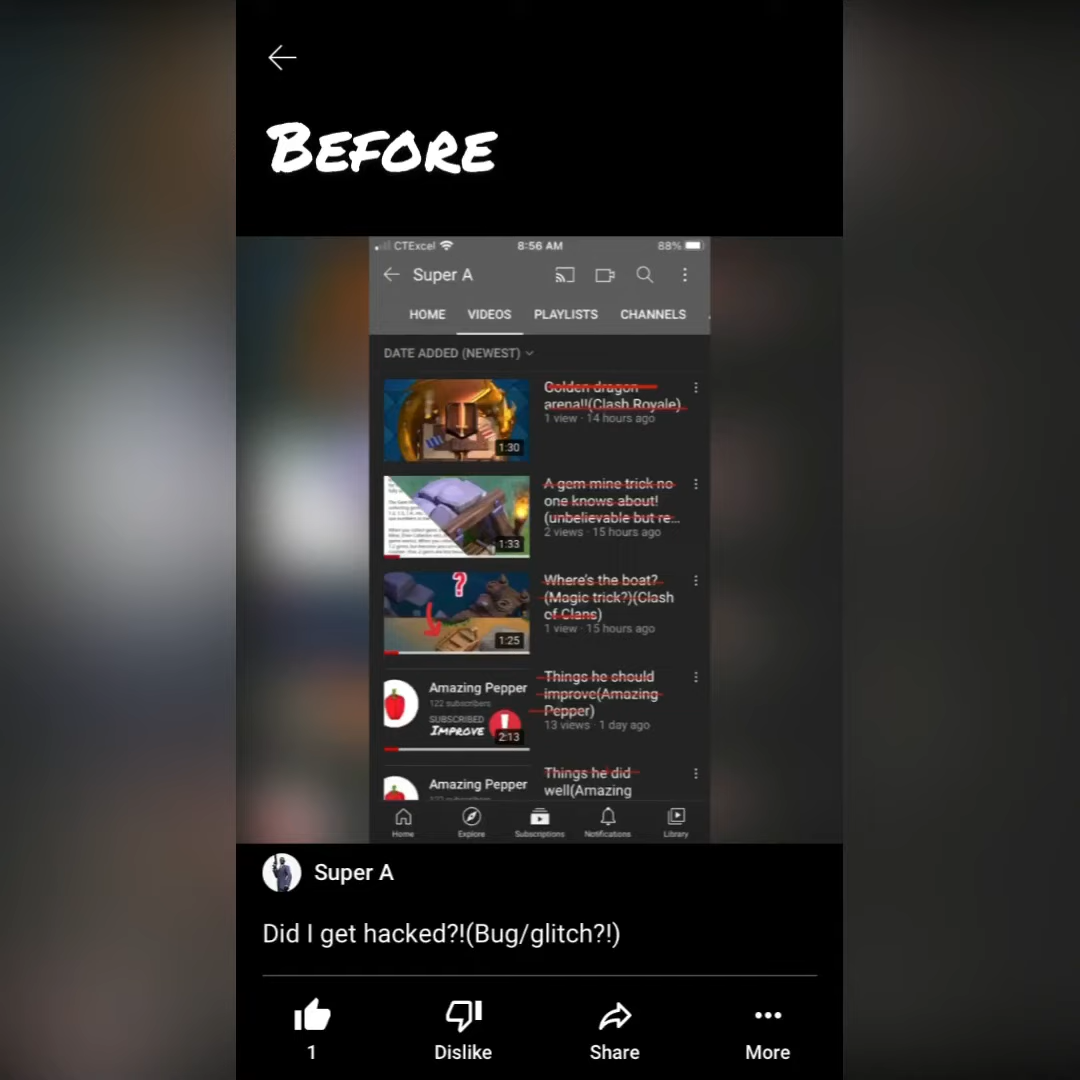 BEFORE
CTExcel 8:56 AM 88%
Super A
HOME VIDEOS PLAYLISTS CHANNELS
DATE ADDED (NEWEST)
Golden dragon
arena!!(Clash Royale)
1 view · 14 hours ago
1:30
A gem mine trick no
one knows about!
(unbelievable but re...
2 views · 15 hours ago
1:33
Where's the boat?
(Magic trick?)(Clash
of Clans)
1 view · 15 hours ago
?
1:25
Things he should
improve(Amazing
Pepper)
13 views · 1 day ago
Amazing Pepper
122 subscribers
SUBSCRIBED
IMPROVE
2:13
Things he did
well(Amazing
Amazing Pepper
Home Explore Subscriptions Notifications Library
Super A
Did I get hacked?!(Bug/glitch?!)
1 Dislike Share More